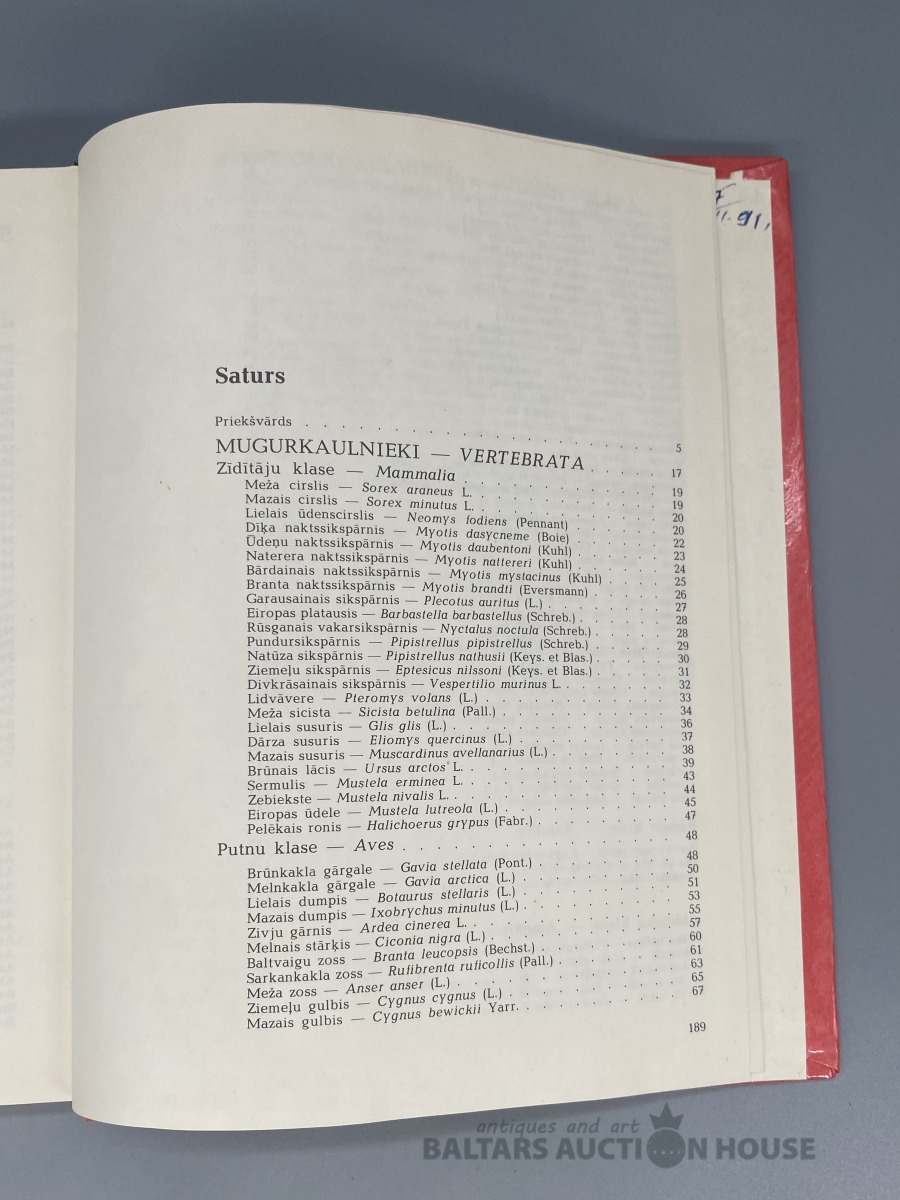 Saturs
Priekšvārds . . . . . 5
MUGURKAULNIEKI — VERTEBRATA . . . . . 17
Zīdītāju klase — Mammalia . . . . . 19
Meža cirslis — Sorex araneus L. . . . . . 19
Mazais cirslis — Sorex minutus L. . . . . . 20
Lielais ūdenscirslis — Neomys fodiens (Pennant) . . . . . 20
Dīķa naktssikspārnis — Myotis dasycneme (Boie) . . . . . 22
Ūdeņu naktssikspārnis — Myotis daubentoni (Kuhl) . . . . . 23
Naterera naktssikspārnis — Myotis nattereri (Kuhl) . . . . . 24
Bārdainais naktssikspārnis — Myotis mystacinus (Kuhl) . . . . 25
Branta naktssikspārnis — Myotis brandti (Eversmann) . . . . . 26
Garausainais sikspārnis — Plecotus auritus (L.) . . . . . 27
Eiropas platausis — Barbastella barbastellus (Schreb.) . . . . . 28
Rūsganais vakarsikspārnis — Nyctalus noctula (Schreb.) . . . . . 28
Pundursikspārnis — Pipistrellus pipistrellus (Schreb.) . . . . . 29
Natūza sikspārnis — Pipistrellus nathusii (Keys. et Blas.) . . . . . 30
Ziemeļu sikspārnis — Eptesicus nilssoni (Keys. et Blas.) . . . . . 31
Divkrāsainais sikspārnis — Vespertilio murinus L. . . . . . 32
Lidvāvere — Pteromys volans (L.) . . . . . 33
Meža sicista — Sicista betulina (Pall.) . . . . . 34
Lielais susuris — Glis glis (L.) . . . . . 36
Dārza susuris — Eliomys quercinus (L.) . . . . . 37
Mazais susuris — Muscardinus avellanarius (L.) . . . . . 38
Brūnais lācis — Ursus arctos L. . . . . . 39
Sermulis — Mustela erminea L. . . . . . 43
Zebiekste — Mustela nivalis L. . . . . . 44
Eiropas ūdele — Mustela lutreola (L.) . . . . . 45
Pelēkais ronis — Halichoerus grypus (Fabr.) . . . . . 47
Putnu klase — Aves . . . . . 48
Brūnkakla gārgale — Gavia stellata (Pont.) . . . . . 48
Melnkakla gārgale — Gavia arctica (L.) . . . . . 50
Lielais dumpis — Botaurus stellaris (L.) . . . . . 51
Mazais dumpis — Ixobrychus minutus (L.) . . . . . 53
Zivju gārnis — Ardea cinerea L. . . . . . 55
Melnais stārķis — Ciconia nigra (L.) . . . . . 57
Baltvaigu zoss — Branta leucopsis (Bechst.) . . . . . 60
Sarkankakla zoss — Rufibrenta ruficollis (Pall.) . . . . . 61
Meža zoss — Anser anser (L.) . . . . . 63
Ziemeļu gulbis — Cygnus cygnus (L.) . . . . . 65
Mazais gulbis — Cygnus bewickii Yarr. . . . . . 67
189
antiques and art
BALTARS AUCTION HOUSE